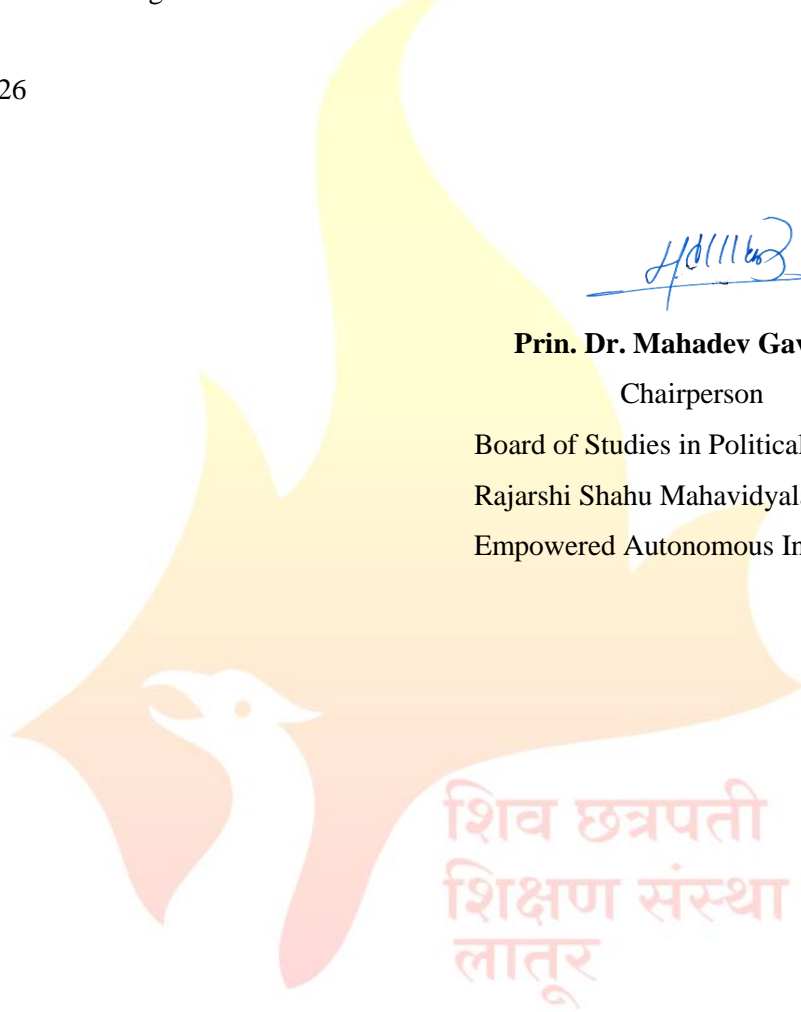 26
Prin. Dr. Mahadev Gav
Chairperson
Board of Studies in Political
Rajarshi Shahu Mahavidyal
Empowered Autonomous In
शिव छत्रपती
शिक्षण संस्था
लातूर